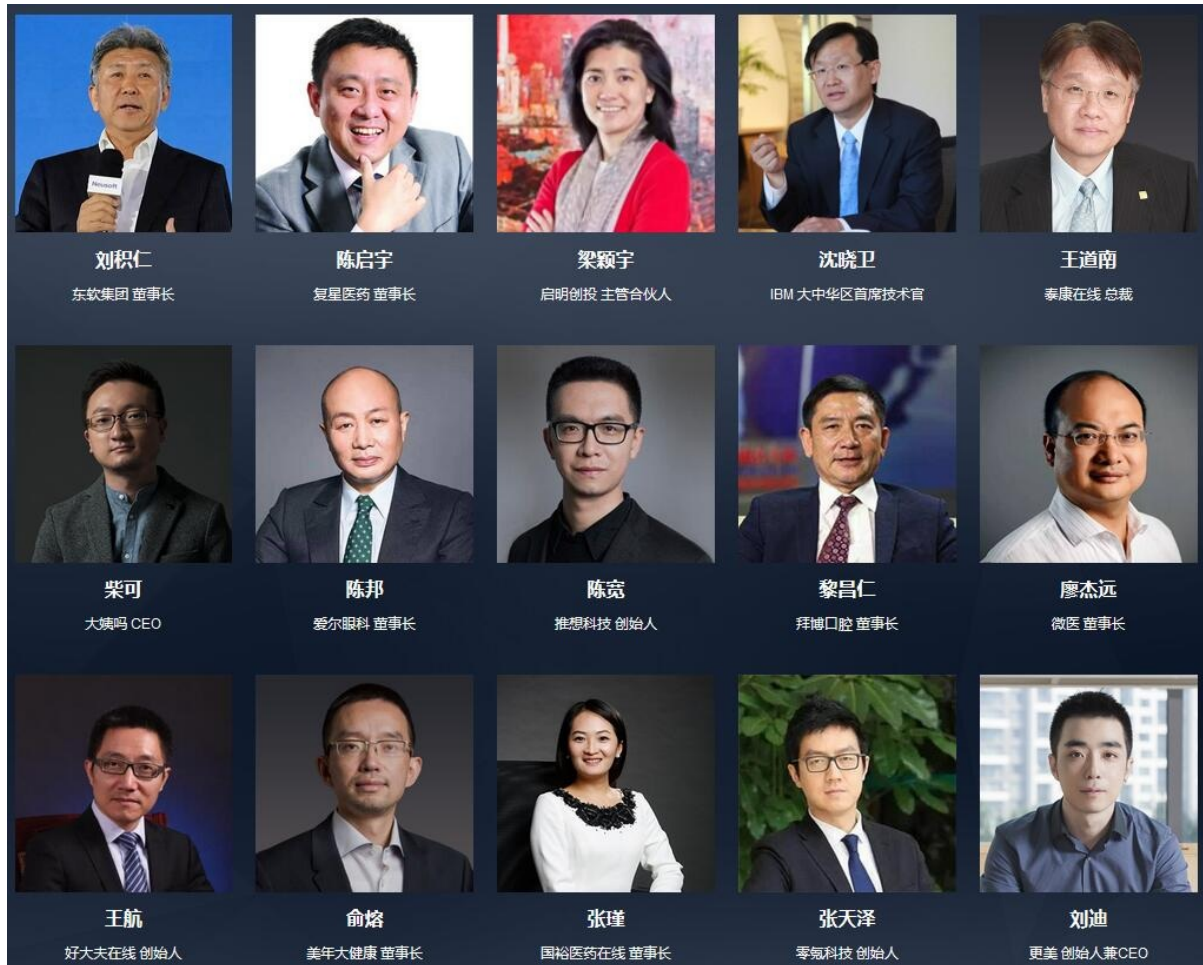 Neusoft
刘积仁 陈启宇 梁颖宇 沈晓卫 王道南
东软集团 董事长 复星医药 董事长 启明创投 主管合伙人 IBM 大中华区首席技术官 泰康在线 总裁
柴可 陈邦 陈宽 黎昌仁 廖杰远
大姨吗 CEO 爱尔眼科 董事长 推想科技 创始人 拜博口腔 董事长 微医 董事长
王航 俞熔 张瑾 张天泽 刘迪
好大夫在线 创始人 美年大健康 董事长 国裕医药在线 董事长 零氪科技 创始人 更美 创始人兼CEO